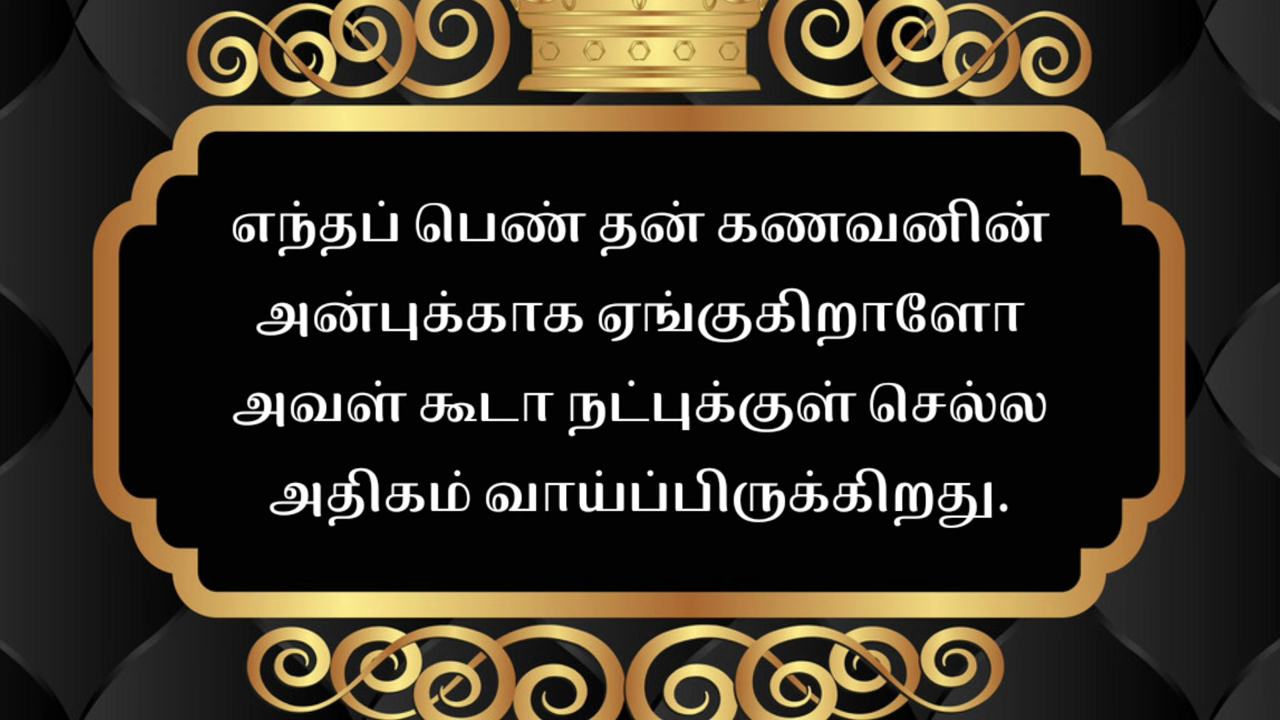 எந்தப் பெண் தன் கணவனின்
அன்புக்காக ஏங்குகிறாளோ
அவள் கூடா நட்புக்குள் செல்ல
அதிகம் வாய்ப்பிருக்கிறது.